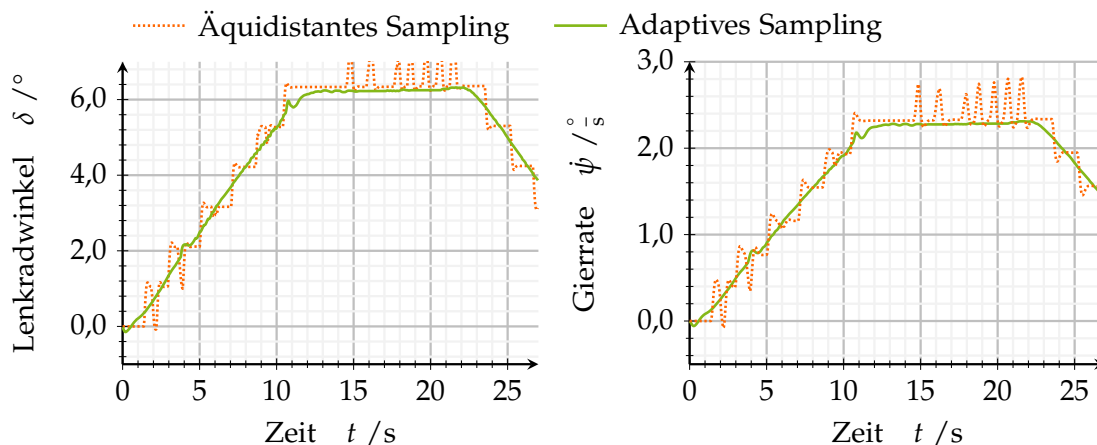 Äquidistantes Sampling
Adaptives Sampling
Lenkradwinkel δ /°
6,0
4,0
2,0
0,0
0 5 10 15 20 25
Zeit t /s
Gierrate ψ̇ /°/s
3,0
2,0
1,0
0,0
0 5 10 15 20 25
Zeit t /s